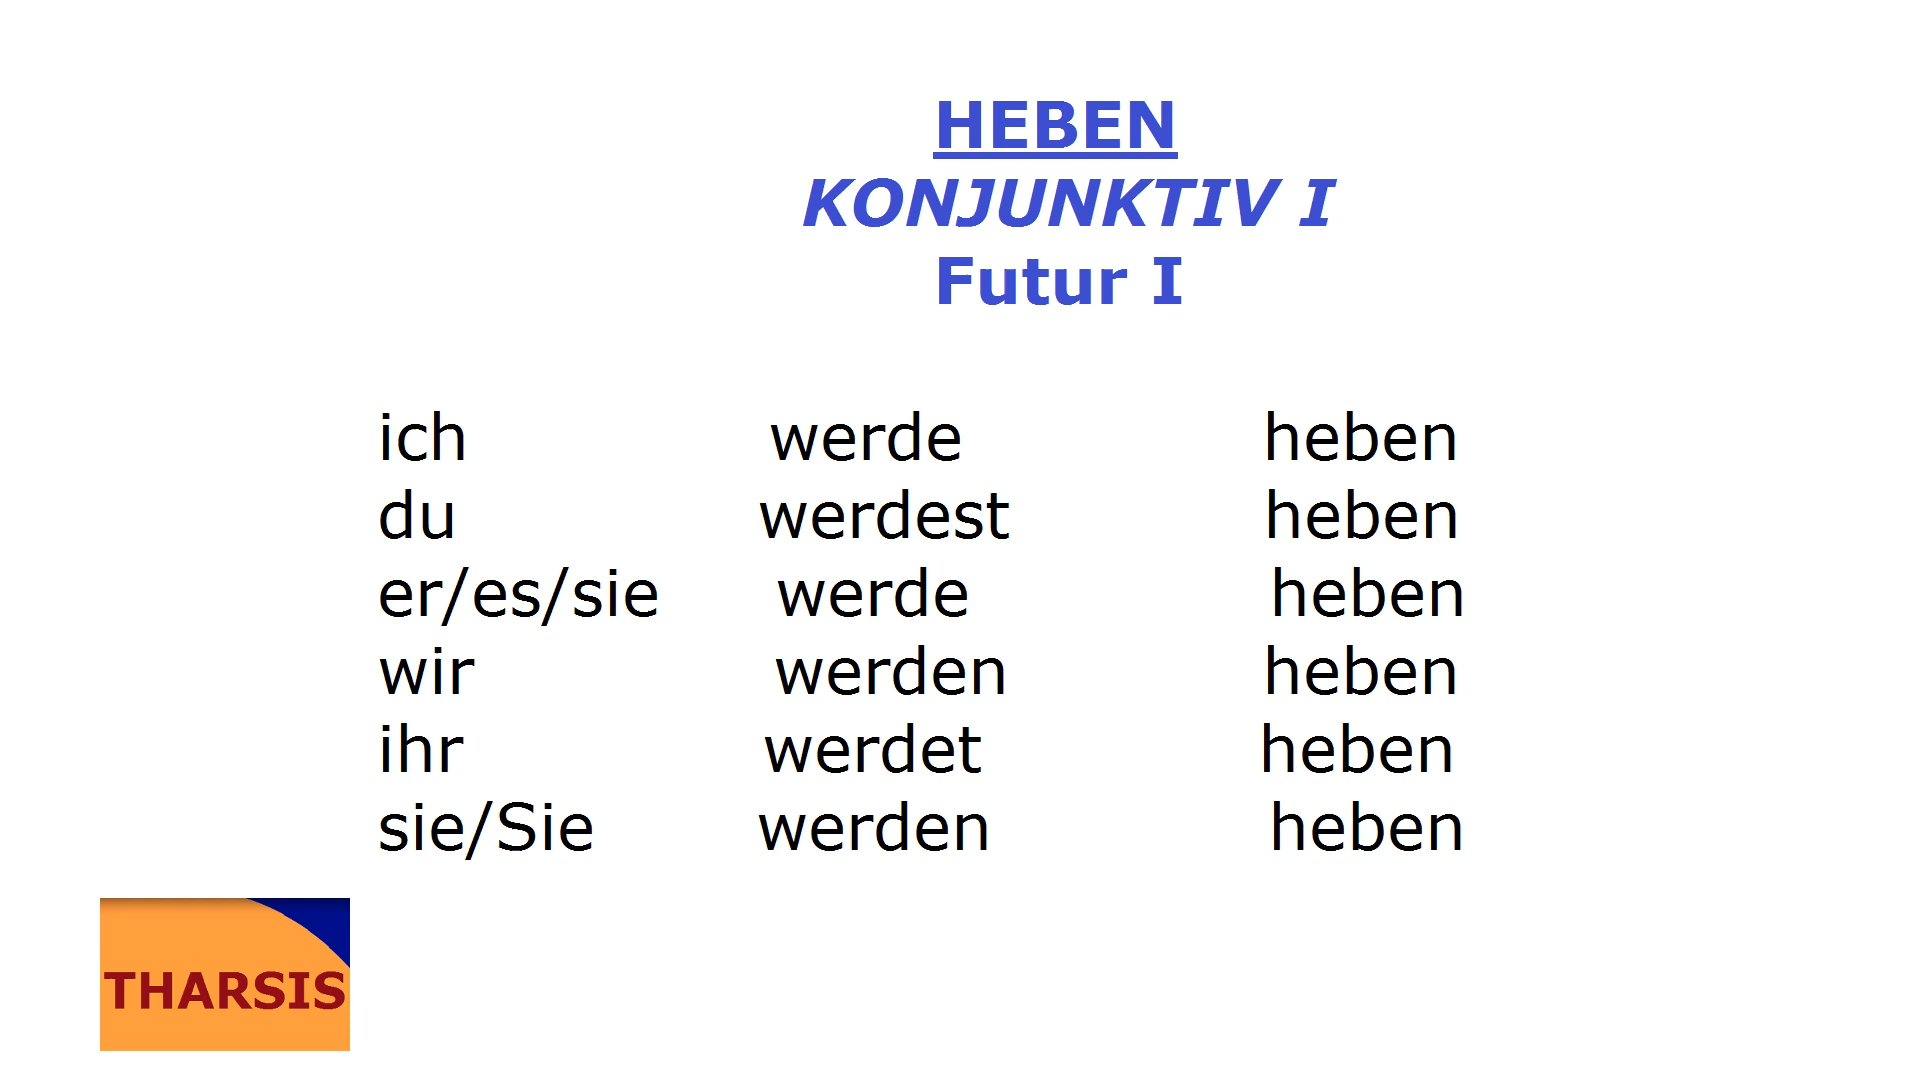 HEBEN
KONJUNKTIV I
Futur I
ich werde heben
du werdest heben
er/es/sie werde heben
wir werden heben
ihr werdet heben
sie/Sie werden heben
THARSIS